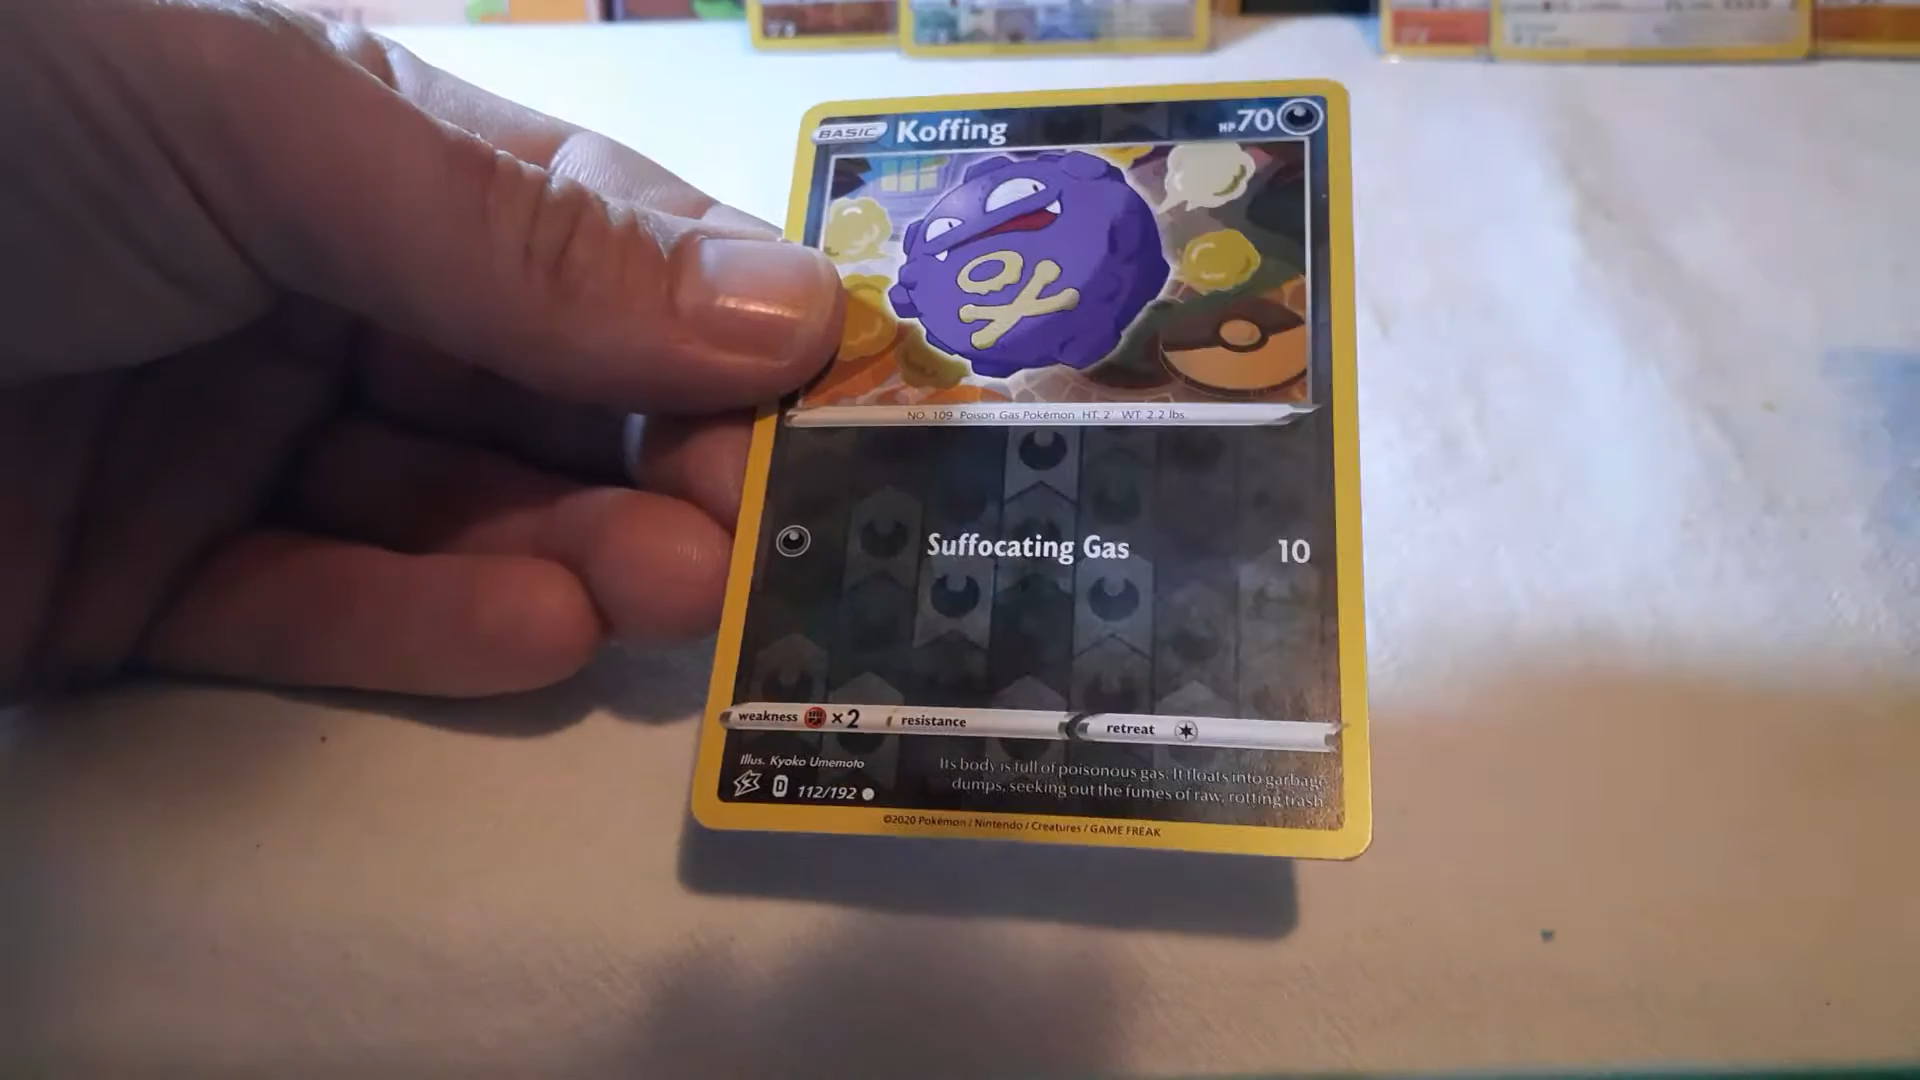 BASIC Koffing HP 70
NO. 109 Poison Gas Pokémon HT. 2' WT. 2.2 lbs.
Suffocating Gas 10
weakness ×2 resistance retreat
Illus. Kyoko Umemoto
D 112/192
Its body is full of poisonous gas. It floats into garbage
dumps, seeking out the fumes of raw, rotting trash.
©2020 Pokémon / Nintendo / Creatures / GAME FREAK